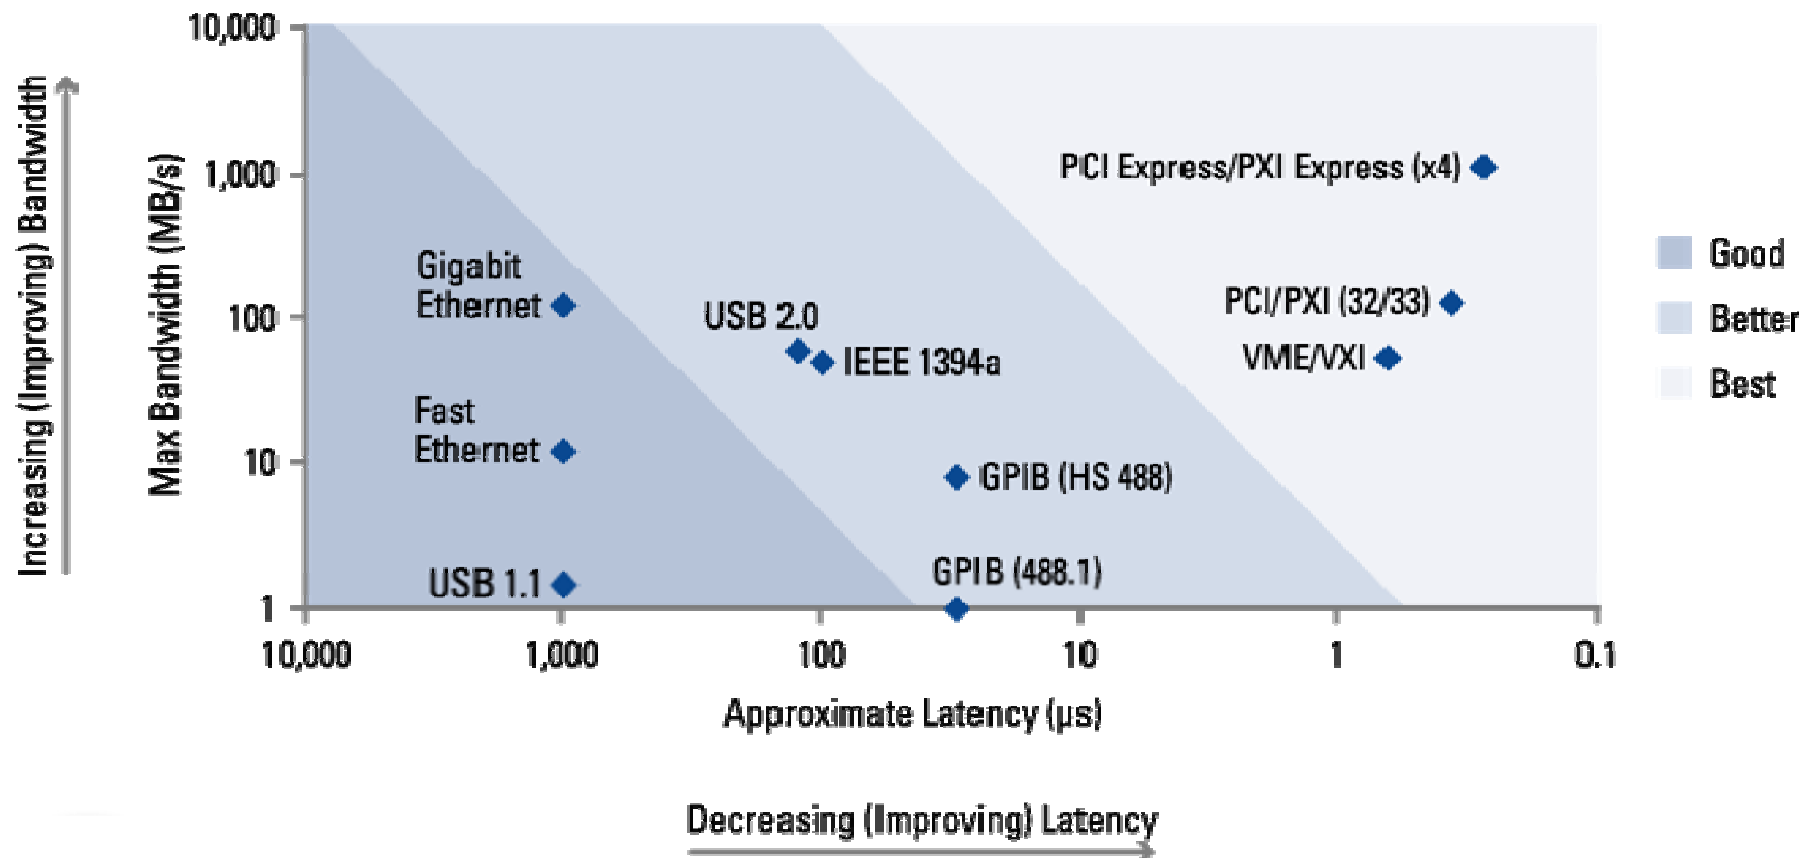 10,000
1,000
100
10
1
Increasing (Improving) Bandwidth
Max Bandwidth (MB/s)
PCI Express/PXI Express (x4)
Gigabit
Ethernet
USB 2.0
IEEE 1394a
PCI/PXI (32/33)
VME/VXI
Fast
Ethernet
GPIB (HS 488)
USB 1.1
GPIB (488.1)
Good
Better
Best
10,000
1,000
100
10
1
0.1
Approximate Latency (µs)
Decreasing (Improving) Latency